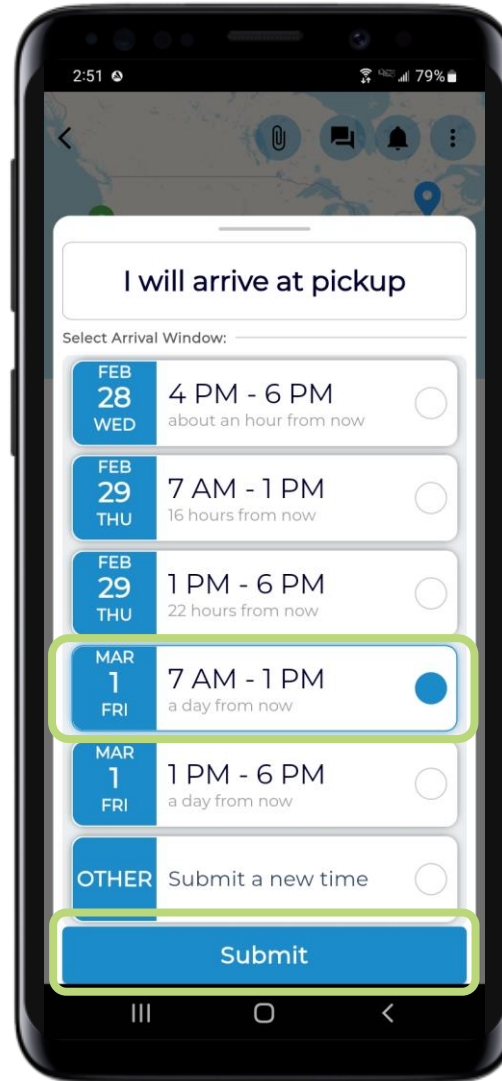 2:51
79%
I will arrive at pickup
Select Arrival Window:
FEB
28
WED
4 PM - 6 PM
about an hour from now
FEB
29
THU
7 AM - 1 PM
16 hours from now
FEB
29
THU
1 PM - 6 PM
22 hours from now
MAR
1
FRI
7 AM - 1 PM
a day from now
MAR
1
FRI
1 PM - 6 PM
a day from now
OTHER
Submit a new time
Submit